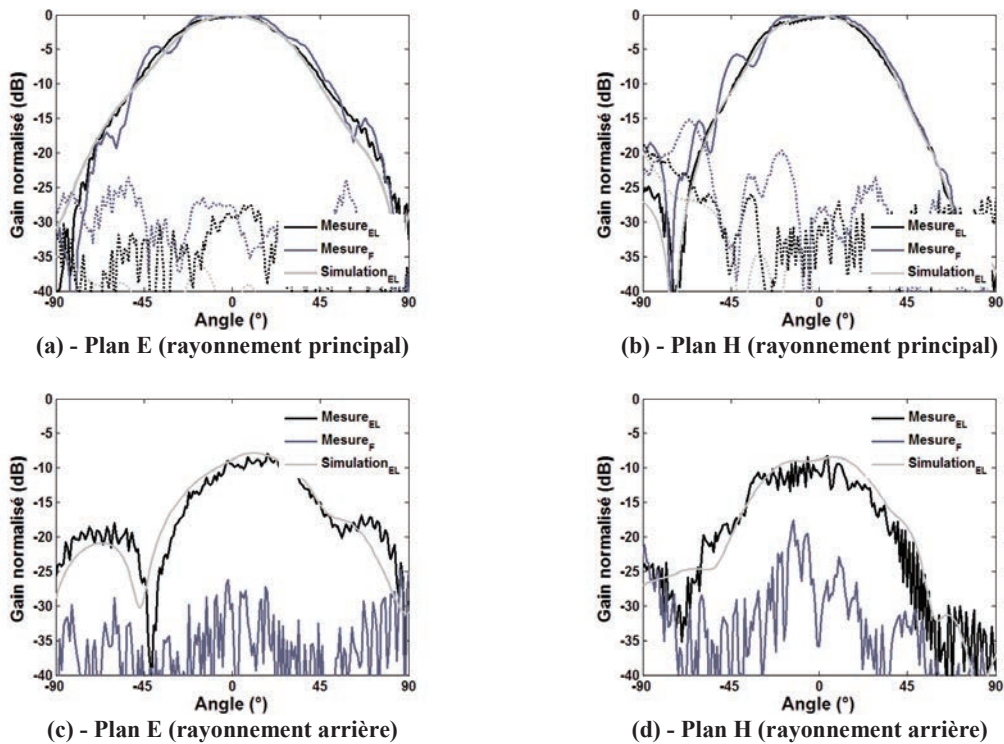 Gain normalisé (dB)
0
-5
-10
-15
-20
-25
-30
-35
-40
-90 -45 0 45 90
Angle (°)
Mesure_EL
Mesure_F
Simulation_EL
(a) - Plan E (rayonnement principal)
Gain normalisé (dB)
0
-5
-10
-15
-20
-25
-30
-35
-40
-90 -45 0 45 90
Angle (°)
Mesure_EL
Mesure_F
Simulation_EL
(b) - Plan H (rayonnement principal)
Gain normalisé (dB)
0
-5
-10
-15
-20
-25
-30
-35
-40
-90 -45 0 45 90
Angle (°)
Mesure_EL
Mesure_F
Simulation_EL
(c) - Plan E (rayonnement arrière)
Gain normalisé (dB)
0
-5
-10
-15
-20
-25
-30
-35
-40
-90 -45 0 45 90
Angle (°)
Mesure_EL
Mesure_F
Simulation_EL
(d) - Plan H (rayonnement arrière)